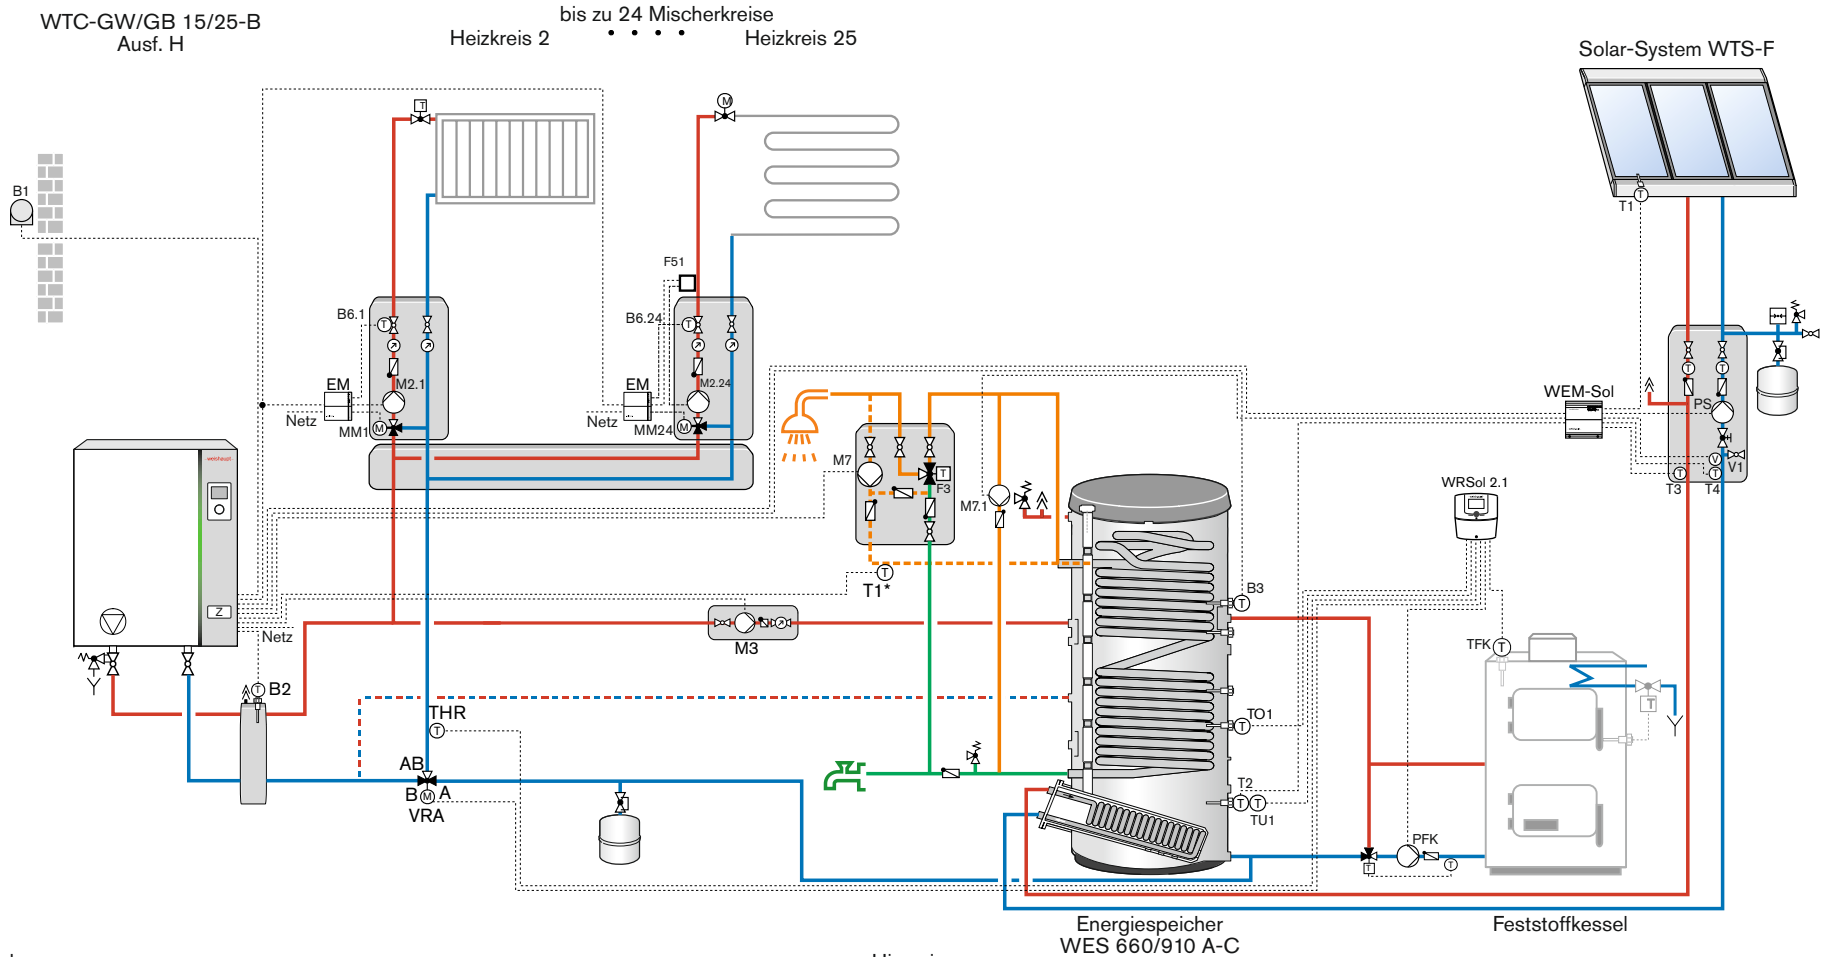 WTC-GW/GB 15/25-B
Ausf. H
bis zu 24 Mischerkreise
Heizkreis 2
Heizkreis 25
Solar-System WTS-F
T
M
B1
T
T1
F51
B6.1
T
B6.24
T
EM
M2.1
EM
M2.24
Netz
MM1
M
Netz
MM24
M
WEM-Sol
T
T
PS
V
V1
T
T3
T
T4
weishaupt
M7
T
F3
M7.1
WRSol 2.1
Z
Netz
T
T1*
B3
T
M3
TFK
T
T
B2
THR
T
TO1
T
T
AB
B
M
A
VRA
T2
T
T
TU1
PFK
T
T
Energiespeicher
WES 660/910 A-C
Feststoffkessel